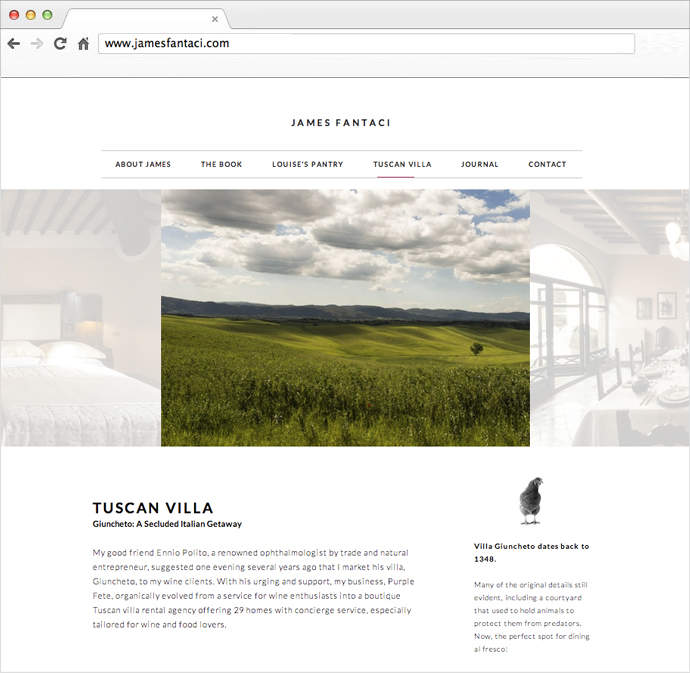 www.jamesfantaci.com
JAMES FANTACI
ABOUT JAMES THE BOOK LOUISE'S PANTRY TUSCAN VILLA JOURNAL CONTACT
TUSCAN VILLA
Giuncheto: A Secluded Italian Getaway
My good friend Ennio Polito, a renowned ophthalmologist by trade and natural
entrepreneur, suggested one evening several years ago that I market his villa,
Giuncheto, to my wine clients. With his urging and support, my business, Purple
Fete, organically evolved from a service for wine enthusiasts into a boutique
Tuscan villa rental agency offering 29 homes with concierge service, especially
tailored for wine and food lovers.
Villa Giuncheto dates back to
1348.
Many of the original details still
evident, including a courtyard
that used to hold animals to
protect them from predators.
Now, the perfect spot for dining
al fresco!